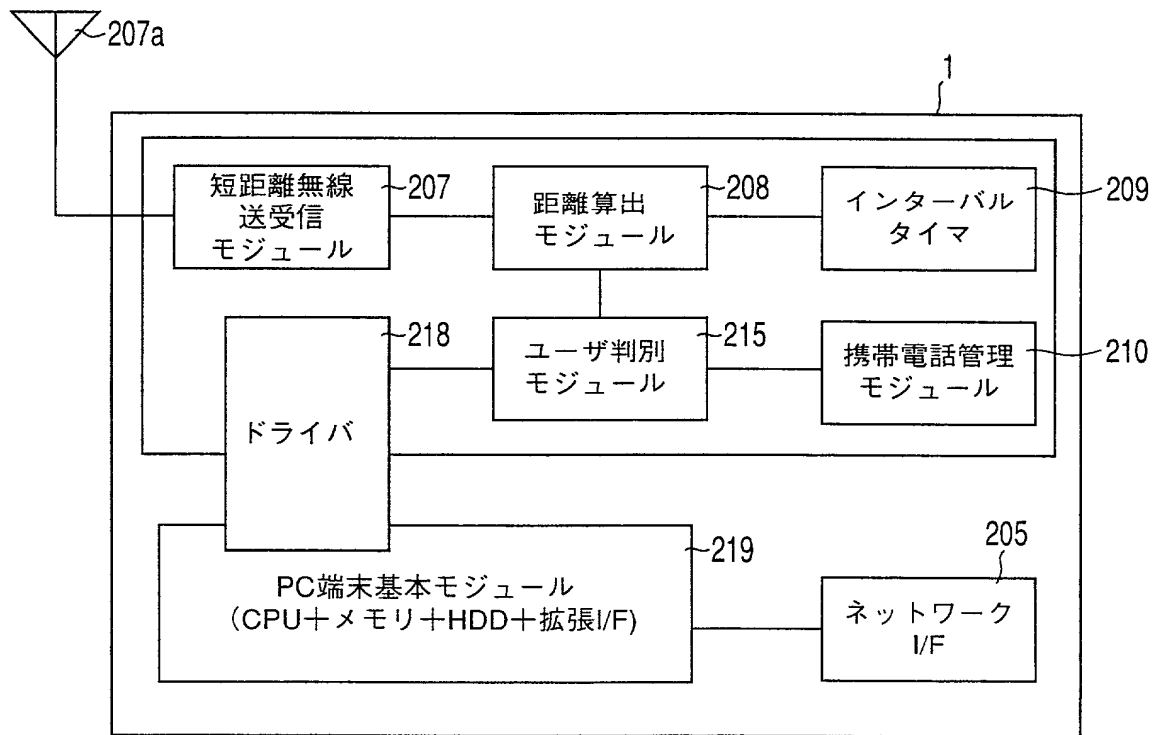 207a
1
短距離無線
送受信
モジュール
207
距離算出
モジュール
208
インターバル
タイマ
209
ドライバ
218
ユーザ判別
モジュール
215
携帯電話管理
モジュール
210
PC端末基本モジュール
（CPU＋メモリ＋HDD＋拡張I/F)
219
ネットワーク
I/F
205